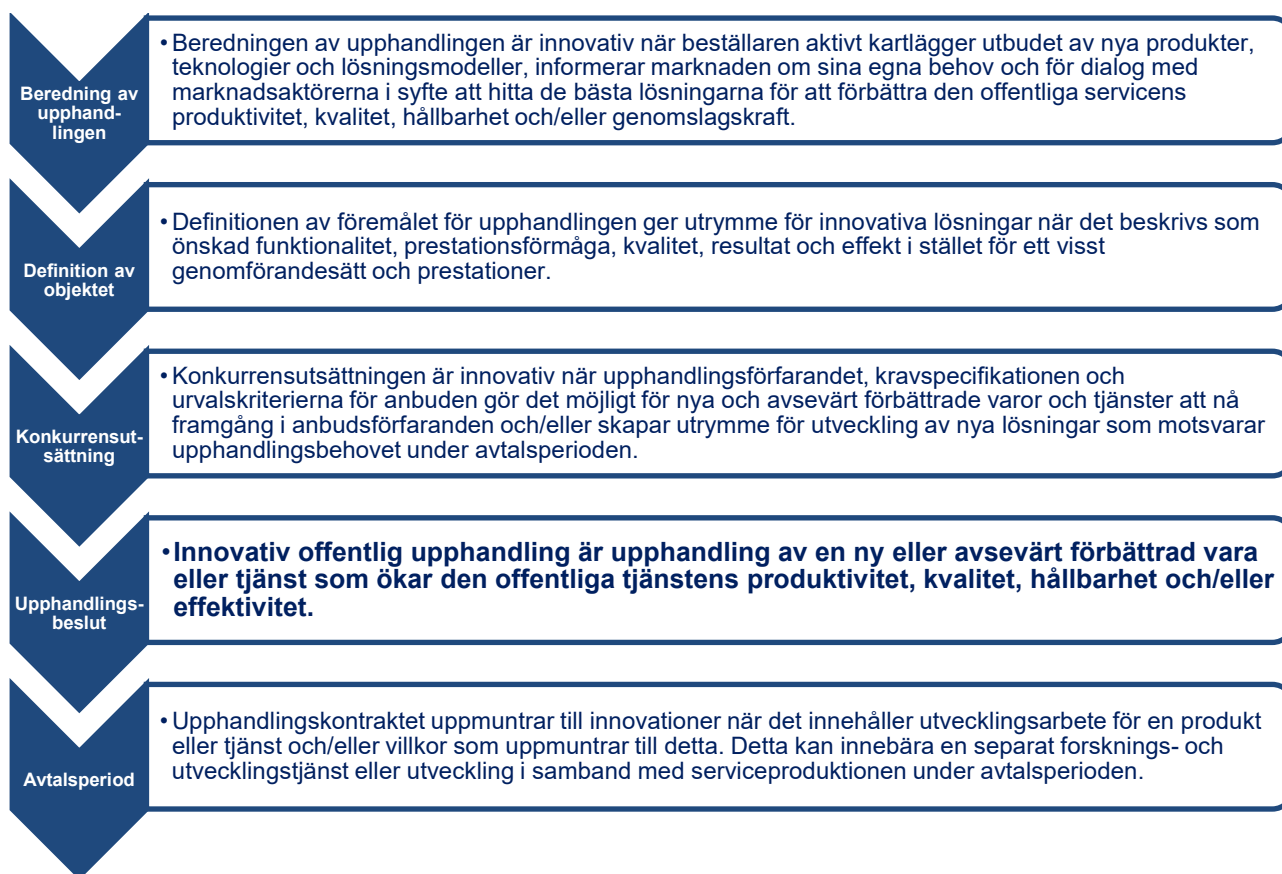 Beredning av
upphand-
lingen
• Beredningen av upphandlingen är innovativ när beställaren aktivt kartlägger utbudet av nya produkter,
teknologier och lösningsmodeller, informerar marknaden om sina egna behov och för dialog med
marknadsaktörerna i syfte att hitta de bästa lösningarna för att förbättra den offentliga servicens
produktivitet, kvalitet, hållbarhet och/eller genomslagskraft.
Definition av
objektet
• Definitionen av föremålet för upphandlingen ger utrymme för innovativa lösningar när det beskrivs som
önskad funktionalitet, prestationsförmåga, kvalitet, resultat och effekt i stället för ett visst
genomförandesätt och prestationer.
Konkurrensut-
sättning
• Konkurrensutsättningen är innovativ när upphandlingsförfarandet, kravspecifikationen och
urvalskriterierna för anbuden gör det möjligt för nya och avsevärt förbättrade varor och tjänster att nå
framgång i anbudsförfaranden och/eller skapar utrymme för utveckling av nya lösningar som motsvarar
upphandlingsbehovet under avtalsperioden.
Upphandlings-
beslut
• Innovativ offentlig upphandling är upphandling av en ny eller avsevärt förbättrad vara
eller tjänst som ökar den offentliga tjänstens produktivitet, kvalitet, hållbarhet och/eller
effektivitet.
Avtalsperiod
• Upphandlingskontraktet uppmuntrar till innovationer när det innehåller utvecklingsarbete för en produkt
eller tjänst och/eller villkor som uppmuntrar till detta. Detta kan innebära en separat forsknings- och
utvecklingstjänst eller utveckling i samband med serviceproduktionen under avtalsperioden.